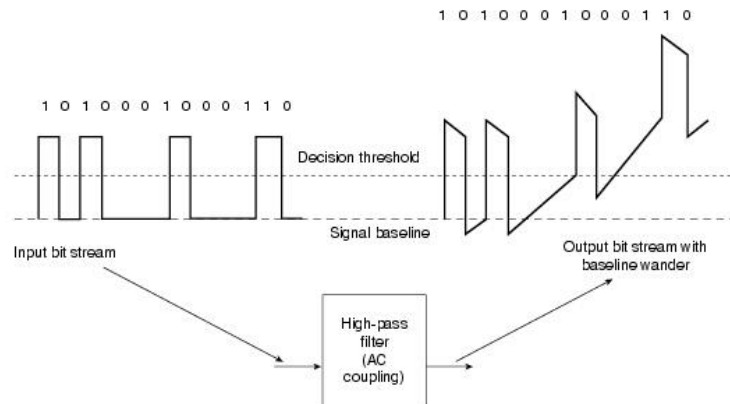 1 0 1 0 0 0 1 0 0 0 1 1 0
1 0 1 0 0 0 1 0 0 0 1 1 0
Decision threshold
Signal baseline
Input bit stream
Output bit stream with
baseline wander
High-pass
filter
(AC
coupling)